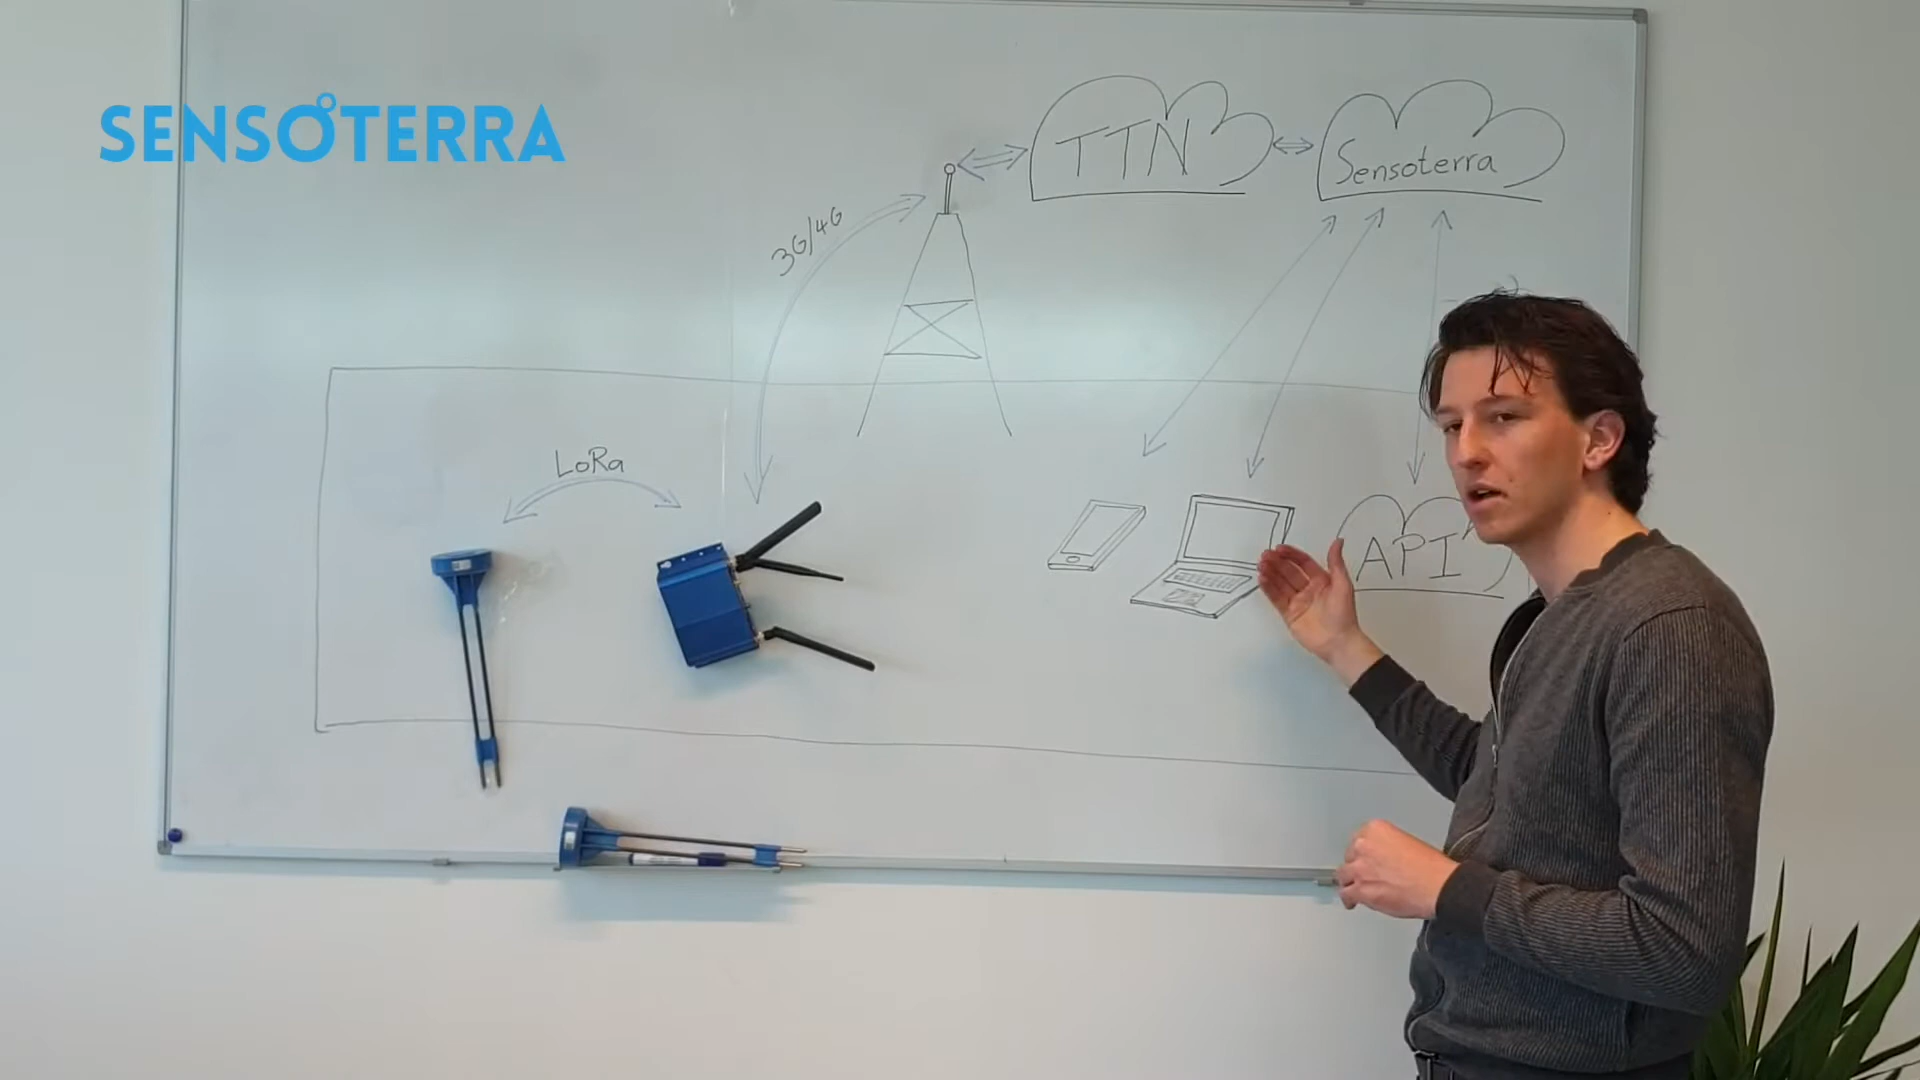 SENSOTERRA
TTN
Sensoterra
3G/4G
LoRa
API